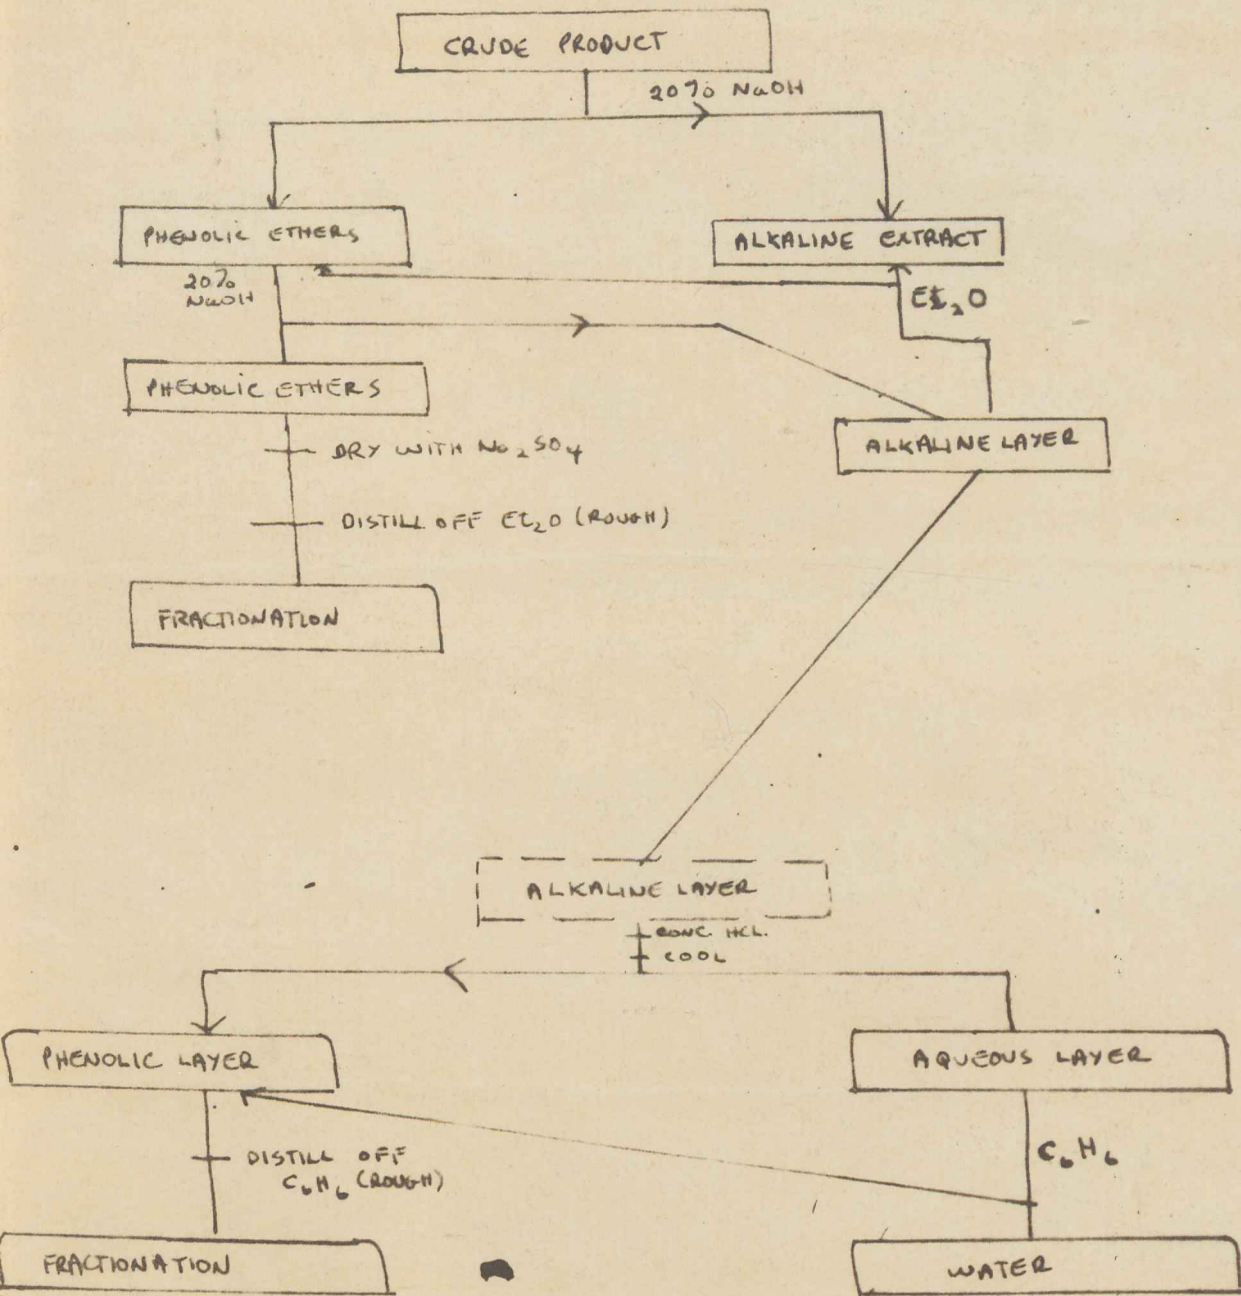 CRUDE PRODUCT
20% NaOH
PHENOLIC ETHERS
ALKALINE EXTRACT
20%
NaOH
Et₂O
PHENOLIC ETHERS
ALKALINE LAYER
DRY WITH Na₂SO₄
DISTILL OFF Et₂O (ROUGH)
FRACTIONATION
ALKALINE LAYER
CONC. HCL.
COOL
PHENOLIC LAYER
AQUEOUS LAYER
DISTILL OFF
C₆H₆ (ROUGH)
C₆H₆
FRACTIONATION
WATER